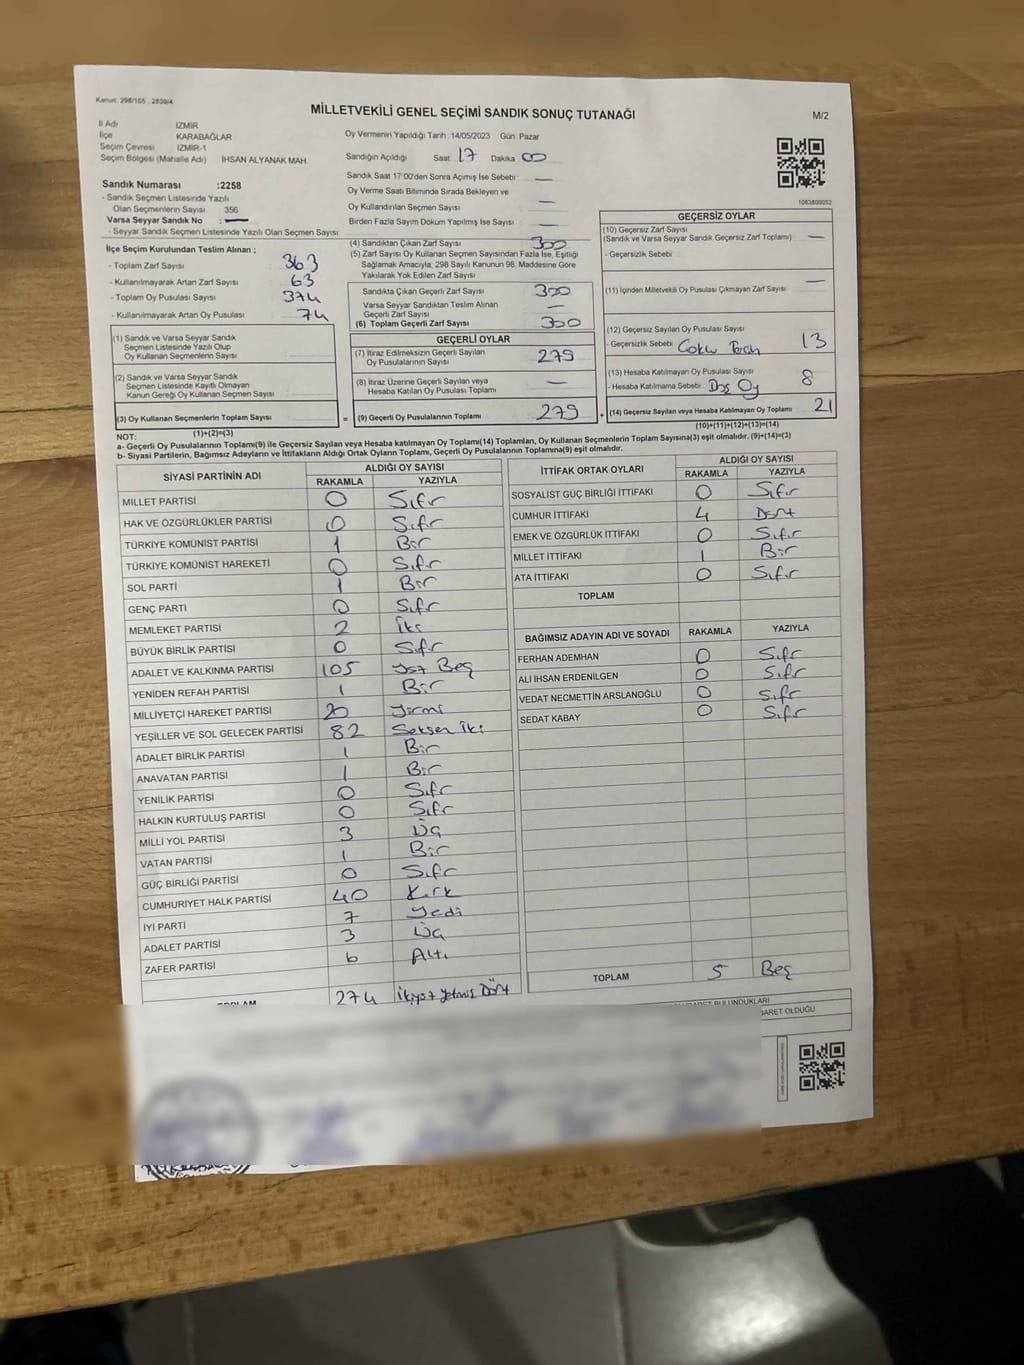 Kanun: 298/105 , 2839/4
MİLLETVEKİLİ GENEL SEÇİMİ SANDIK SONUÇ TUTANAĞI
M/2
İl Adı İZMİR
İlçe KARABAĞLAR
Seçim Çevresi İZMİR-1
Seçim Bölgesi (Mahalle Adı) İHSAN ALYANAK MAH.
Oy Vermenin Yapıldığı Tarih :14/05/2023 Gün: Pazar
Sandığın Açıldığı Saat 17 Dakika 00
Sandık Saat 17:00'den Sonra Açımış İse Sebebi —
Oy Verme Saati Bitiminde Sırada Bekleyen ve
Oy Kullandırılan Seçmen Sayısı —
Birden Fazla Sayım Döküm Yapılmış İse Sayısı —
1083800052
Sandık Numarası :2258
- Sandık Seçmen Listesinde Yazılı
Olan Seçmenlerin Sayısı 356
Varsa Seyyar Sandık No : —
- Seyyar Sandık Seçmen Listesinde Yazılı Olan Seçmen Sayısı:
İlçe Seçim Kurulundan Teslim Alınan ;
- Toplam Zarf Sayısı 363
- Kullanılmayarak Artan Zarf Sayısı 63
- Toplam Oy Pusulası Sayısı 374
- Kullanılmayarak Artan Oy Pusulası 74
(1) Sandık ve Varsa Seyyar Sandık
Seçmen Listesinde Yazılı Olup
Oy Kullanan Seçmenlerin Sayısı
(2) Sandık ve Varsa Seyyar Sandık
Seçmen Listesinde Kayıtlı Olmayan
Kanun Gereği Oy Kullanan Seçmen Sayısı
(3) Oy Kullanan Seçmenlerin Toplam Sayısı
=
(4) Sandıktan Çıkan Zarf Sayısı 300
(5) Zarf Sayısı Oy Kullanan Seçmen Sayısından Fazla İse, Eşitliği
Sağlamak Amacıyla, 298 Sayılı Kanunun 98. Maddesine Göre
Yakılarak Yok Edilen Zarf Sayısı
Sandıkta Çıkan Geçerli Zarf Sayısı 300
Varsa Seyyar Sandıktan Teslim Alınan
Geçerli Zarf Sayısı —
(6) Toplam Geçerli Zarf Sayısı 300
GEÇERLİ OYLAR
(7) İtiraz Edilmeksizin Geçerli Sayılan
Oy Pusulalarının Sayısı 279
(8) İtiraz Üzerine Geçerli Sayılan veya
Hesaba Katılan Oy Pusulası Toplamı —
(9) Geçerli Oy Pusulalarının Toplamı 279
+
GEÇERSİZ OYLAR
(10) Geçersiz Zarf Sayısı
(Sandık ve Varsa Seyyar Sandık Geçersiz Zarf Toplamı) —
- Geçersizlik Sebebi
(11) İçinden Milletvekili Oy Pusulası Çıkmayan Zarf Sayısı —
(12) Geçersiz Sayılan Oy Pusulası Sayısı
- Geçersizlik Sebebi Çoklu Tercih 13
(13) Hesaba Katılmayan Oy Pusulası Sayısı
- Hesaba Katılmama Sebebi Boş Oy 8
(14) Geçersiz Sayılan veya Hesaba Katılmayan Oy Toplamı 21
(10)+(11)+(12)+(13)=(14)
NOT: (1)+(2)=(3)
a- Geçerli Oy Pusulalarının Toplamı(9) ile Geçersiz Sayılan veya Hesaba katılmayan Oy Toplamı(14) Toplamları, Oy Kullanan Seçmenlerin Toplam Sayısına(3) eşit olmalıdır. (9)+(14)=(3)
b- Siyasi Partilerin, Bağımsız Adayların ve İttifakların Aldığı Oyların Toplamı, Geçerli Oy Pusulalarının Toplamına(9) eşit olmalıdır.
SİYASİ PARTİNİN ADI ALDIĞI OY SAYISI
RAKAMLA YAZIYLA
MİLLET PARTİSİ 0 Sıfır
HAK VE ÖZGÜRLÜKLER PARTİSİ 0 Sıfır
TÜRKİYE KOMÜNİST PARTİSİ 1 Bir
TÜRKİYE KOMÜNİST HAREKETİ 0 Sıfır
SOL PARTİ 1 Bir
GENÇ PARTİ 0 Sıfır
MEMLEKET PARTİSİ 2 İki
BÜYÜK BİRLİK PARTİSİ 0 Sıfır
ADALET VE KALKINMA PARTİSİ 105 Yüz Beş
YENİDEN REFAH PARTİSİ 1 Bir
MİLLİYETÇİ HAREKET PARTİSİ 20 Yirmi
YEŞİLLER VE SOL GELECEK PARTİSİ 82 Seksen İki
ADALET BİRLİK PARTİSİ 1 Bir
ANAVATAN PARTİSİ 1 Bir
YENİLİK PARTİSİ 0 Sıfır
HALKIN KURTULUŞ PARTİSİ 0 Sıfır
MİLLİ YOL PARTİSİ 3 Üç
VATAN PARTİSİ 1 Bir
GÜÇ BİRLİĞİ PARTİSİ 0 Sıfır
CUMHURİYET HALK PARTİSİ 40 Kırk
İYİ PARTİ 7 Yedi
ADALET PARTİSİ 3 Üç
ZAFER PARTİSİ 6 Altı
TOPLAM 274 İkiyüz Yetmiş Dört
İTTİFAK ORTAK OYLARI ALDIĞI OY SAYISI
RAKAMLA YAZIYLA
SOSYALİST GÜÇ BİRLİĞİ İTTİFAKI 0 Sıfır
CUMHUR İTTİFAKI 4 Dört
EMEK VE ÖZGÜRLÜK İTTİFAKI 0 Sıfır
MİLLET İTTİFAKI 1 Bir
ATA İTTİFAKI 0 Sıfır
TOPLAM
BAĞIMSIZ ADAYIN ADI VE SOYADI RAKAMLA YAZIYLA
FERHAN ADEMHAN 0 Sıfır
ALİ İHSAN ERDENİLGEN 0 Sıfır
VEDAT NECMETTİN ARSLANOĞLU 0 Sıfır
SEDAT KABAY 0 Sıfır
TOPLAM 5 Beş
BULUNDUKLARI
İBARET OLDUĞU